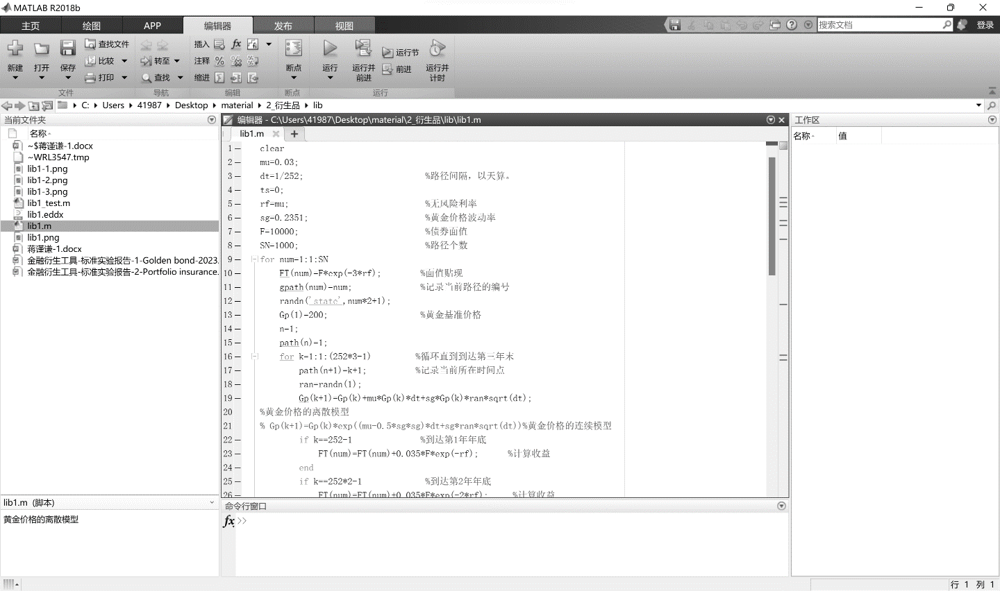 MATLAB R2018b
主页 绘图 APP 编辑器 发布 视图 搜索文档 登录
新建 打开 保存 查找文件 比较 打印 转至 查找 插入 fx 注释 缩进 断点 运行 运行并前进 运行节 前进 运行并计时
文件 导航 编辑 断点 运行
C: Users 41987 Desktop material 2_衍生品 lib
当前文件夹
名称
~$蒋谨谦-1.docx
~WRL3547.tmp
lib1-1.png
lib1-2.png
lib1-3.png
lib1_test.m
lib1.eddx
lib1.m
lib1.png
蒋谨谦-1.docx
金融衍生工具-标准实验报告-1-Golden bond-2023.
金融衍生工具-标准实验报告-2-Portfolio insurance.
lib1.m (脚本)
黄金价格的离散模型
编辑器 - C:\Users\41987\Desktop\material\2_衍生品\lib\lib1.m
lib1.m
1 clear
2 mu=0.03;
3 dt=1/252; %路径间隔，以天算。
4 ts=0;
5 rf=mu; %无风险利率
6 sg=0.2351; %黄金价格波动率
7 F=10000; %债券面值
8 SN=1000; %路径个数
9 for num=1:1:SN
10 FT(num)=F*exp(-3*rf); %面值贴现
11 gpath(num)=num; %记录当前路径的编号
12 randn('state',num*2+1);
13 Gp(1)=200; %黄金基准价格
14 n=1;
15 path(n)=1;
16 for k=1:1:(252*3-1) %循环直到到达第三年末
17 path(n+1)=k+1; %记录当前所在时间点
18 ran=randn(1);
19 Gp(k+1)=Gp(k)+mu*Gp(k)*dt+sg*Gp(k)*ran*sqrt(dt);
20 %黄金价格的离散模型
21 % Gp(k+1)=Gp(k)*exp((mu-0.5*sg*sg)*dt+sg*ran*sqrt(dt))%黄金价格的连续模型
22 if k==252-1 %到达第1年年底
23 FT(num)=FT(num)+0.035*F*exp(-rf); %计算收益
24 end
25 if k==252*2-1 %到达第2年年底
26 FT(num)=FT(num)+0.035*F*exp(-2*rf); %计算收益
命令行窗口
fx >>
工作区
名称 值
行 1 列 1